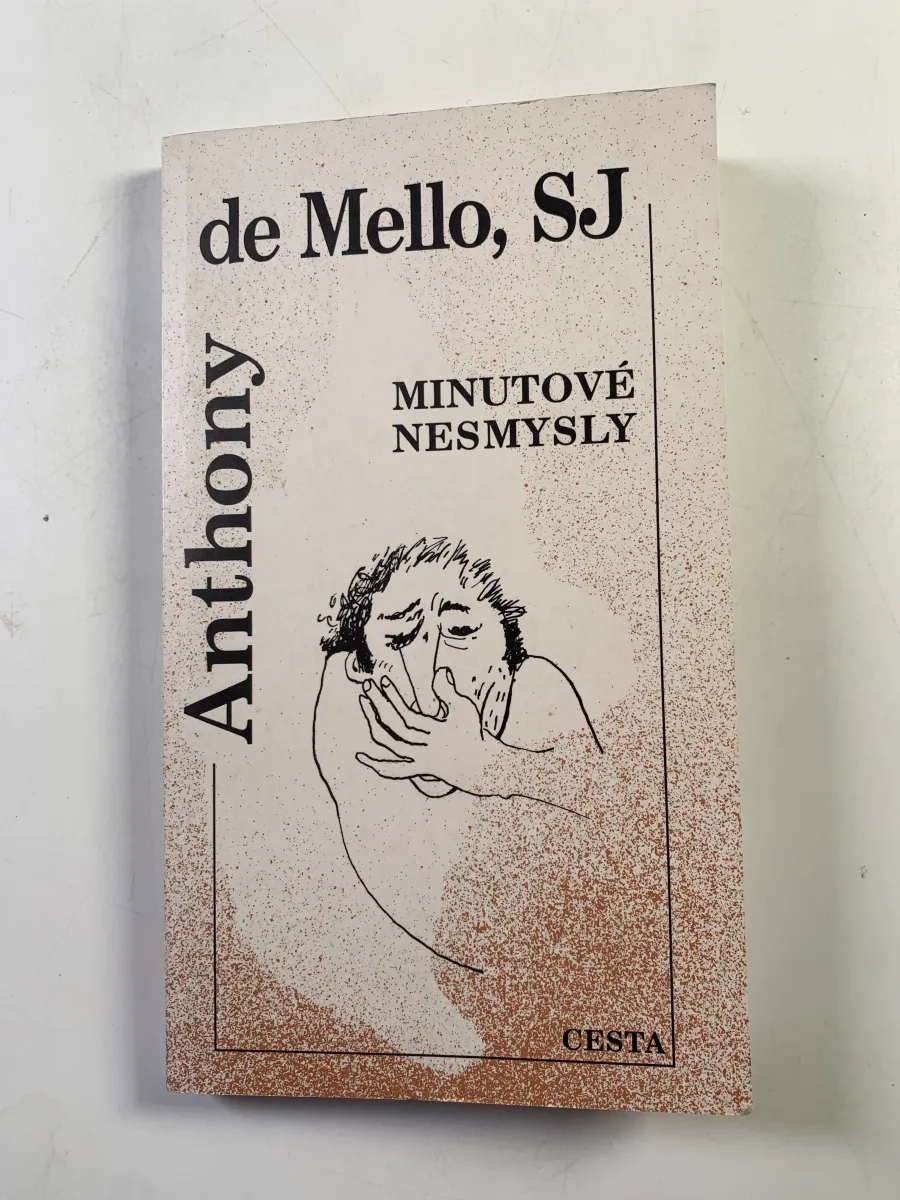 Anthony
de Mello, SJ
MINUTOVÉ
NESMYSLY
CESTA